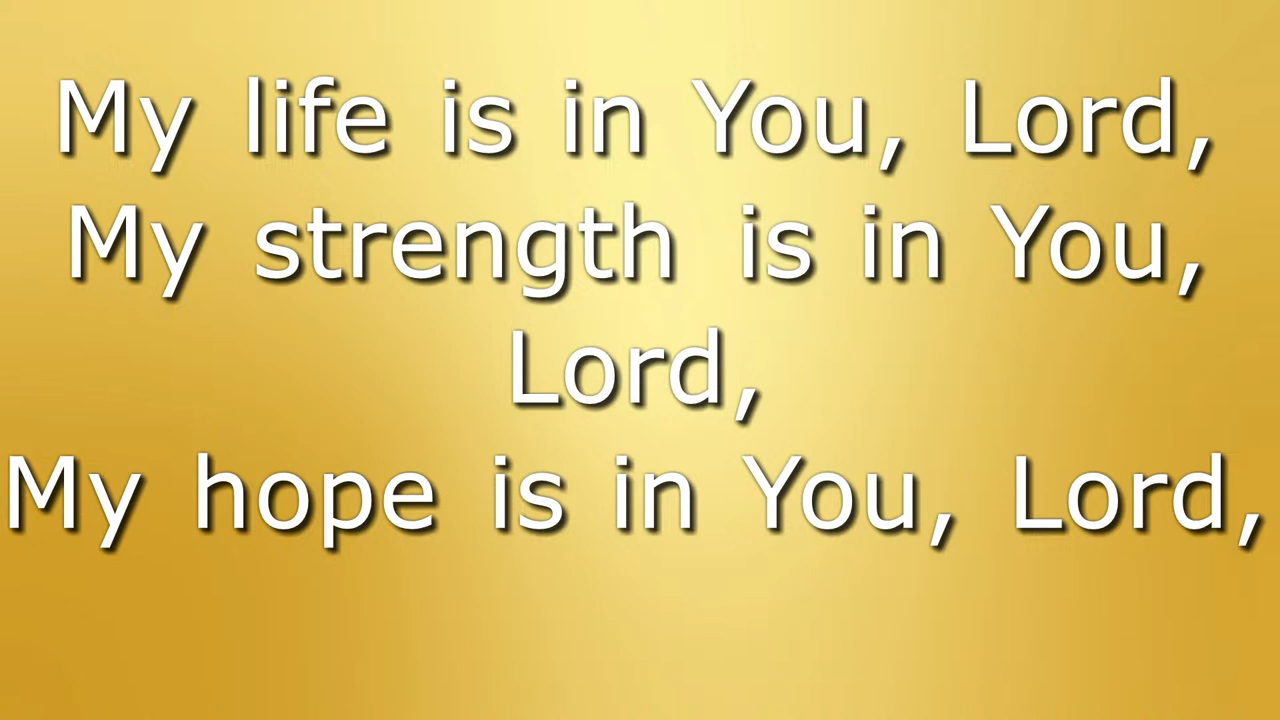 My life is in You, Lord,
My strength is in You,
Lord,
My hope is in You, Lord,